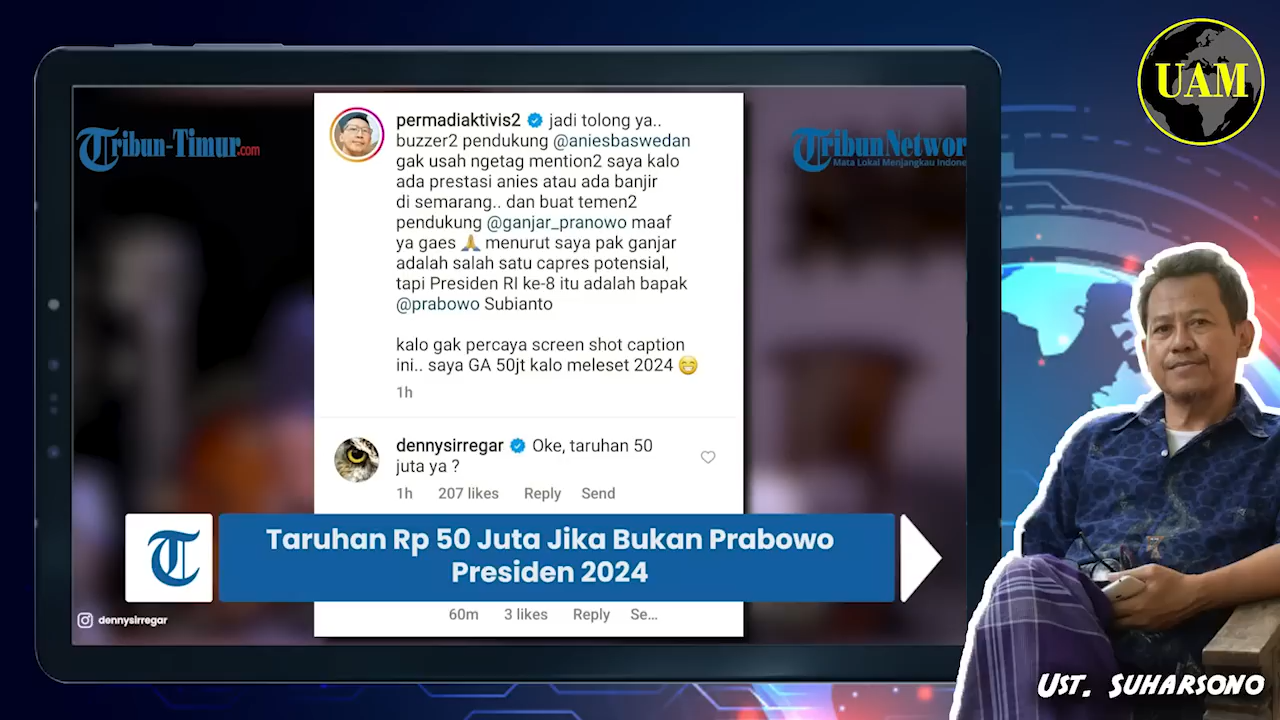 UAM
Tribun-Timur.com
TribunNetwor
Mata Lokal Menjangkau Indone
permadiaktivis2 jadi tolong ya..
buzzer2 pendukung @aniesbaswedan
gak usah ngetag mention2 saya kalo
ada prestasi anies atau ada banjir
di semarang.. dan buat temen2
pendukung @ganjar_pranowo maaf
ya gaes 🙏 menurut saya pak ganjar
adalah salah satu capres potensial,
tapi Presiden RI ke-8 itu adalah bapak
@prabowo Subianto
kalo gak percaya screen shot caption
ini.. saya GA 50jt kalo meleset 2024 😁
1h
dennysirregar Oke, taruhan 50
juta ya ?
1h 207 likes Reply Send
Taruhan Rp 50 Juta Jika Bukan Prabowo
Presiden 2024
60m 3 likes Reply Se...
dennysirregar
Ust. Suharsono